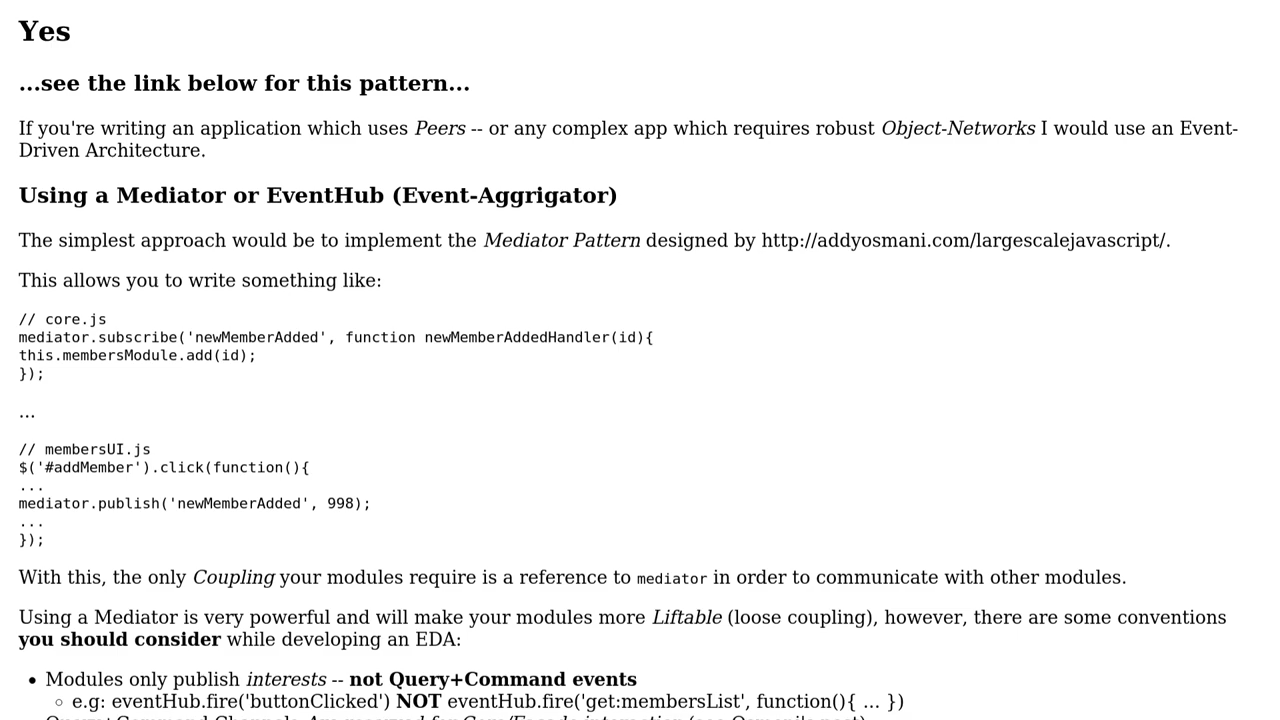 Yes
...see the link below for this pattern...
If you're writing an application which uses Peers -- or any complex app which requires robust Object-Networks I would use an Event-
Driven Architecture.
Using a Mediator or EventHub (Event-Aggrigator)
The simplest approach would be to implement the Mediator Pattern designed by http://addyosmani.com/largescalejavascript/.
This allows you to write something like:
// core.js
mediator.subscribe('newMemberAdded', function newMemberAddedHandler(id){
this.membersModule.add(id);
});
...
// membersUI.js
$('#addMember').click(function(){
...
mediator.publish('newMemberAdded', 998);
...
});
With this, the only Coupling your modules require is a reference to mediator in order to communicate with other modules.
Using a Mediator is very powerful and will make your modules more Liftable (loose coupling), however, there are some conventions
you should consider while developing an EDA:
• Modules only publish interests -- not Query+Command events
◦ e.g: eventHub.fire('buttonClicked') NOT eventHub.fire('get:membersList', function(){ ... })